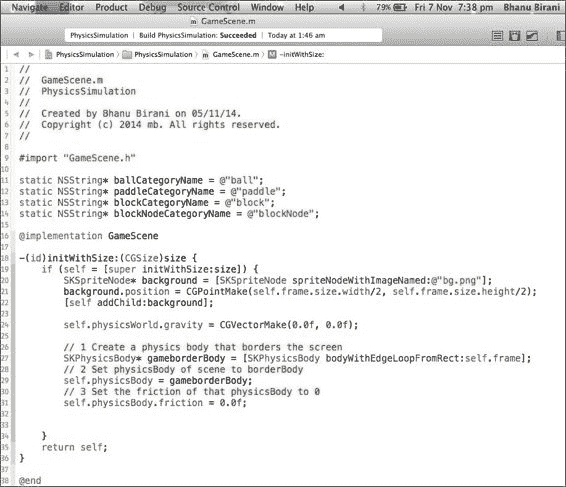 Navigate Editor Product Debug Source Control Window Help 79% Fri 7 Nov 7:38 pm Bhanu Birani
GameScene.m
PhysicsSimulation | Build PhysicsSimulation: Succeeded | Today at 1:46 am
PhysicsSimulation PhysicsSimulation GameScene.m M -initWithSize:
1 //
2 //  GameScene.m
3 //  PhysicsSimulation
4 //
5 //  Created by Bhanu Birani on 05/11/14.
6 //  Copyright (c) 2014 mb. All rights reserved.
7 //
8
9 #import "GameScene.h"
10
11 static NSString* ballCategoryName = @"ball";
12 static NSString* paddleCategoryName = @"paddle";
13 static NSString* blockCategoryName = @"block";
14 static NSString* blockNodeCategoryName = @"blockNode";
15
16 @implementation GameScene
17
18 -(id)initWithSize:(CGSize)size {
19     if (self = [super initWithSize:size]) {
20         SKSpriteNode* background = [SKSpriteNode spriteNodeWithImageNamed:@"bg.png"];
21         background.position = CGPointMake(self.frame.size.width/2, self.frame.size.height/2);
22         [self addChild:background];
23
24         self.physicsWorld.gravity = CGVectorMake(0.0f, 0.0f);
25
26         // 1 Create a physics body that borders the screen
27         SKPhysicsBody* gameborderBody = [SKPhysicsBody bodyWithEdgeLoopFromRect:self.frame];
28         // 2 Set physicsBody of scene to borderBody
29         self.physicsBody = gameborderBody;
30         // 3 Set the friction of that physicsBody to 0
31         self.physicsBody.friction = 0.0f;
32
33
34     }
35     return self;
36 }
37
38 @end